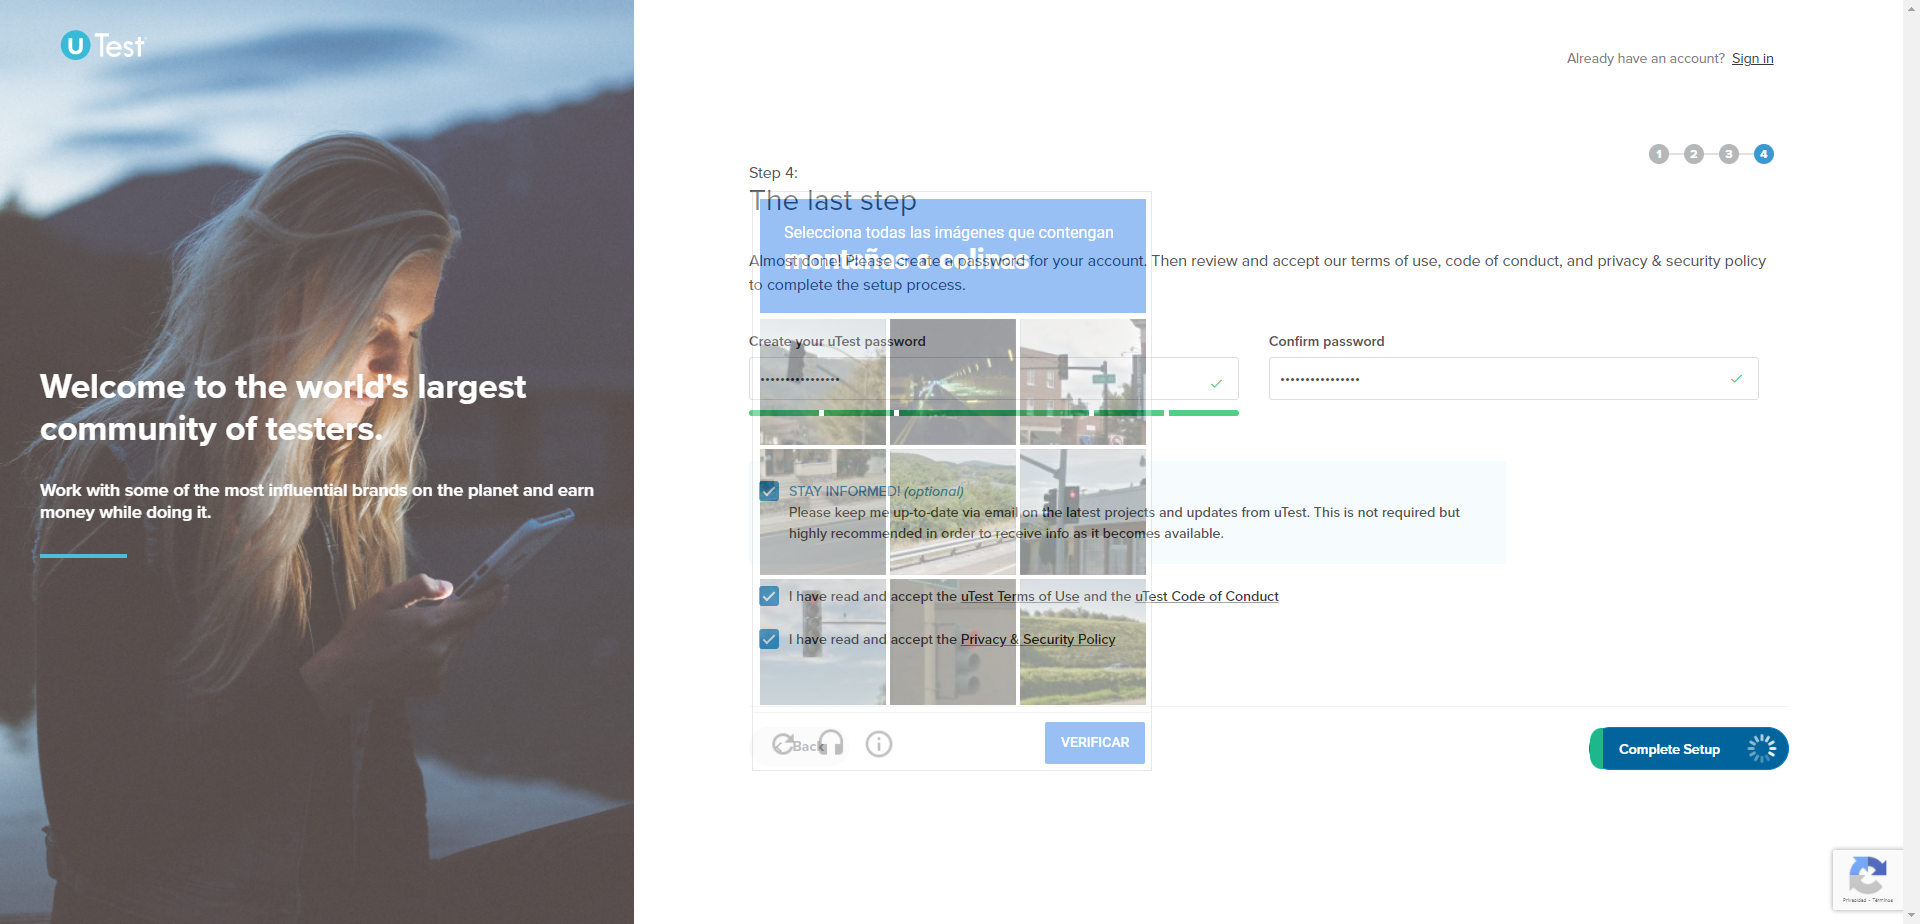 uTest
Already have an account? Sign in
1 2 3 4
Step 4:
The last step
Selecciona todas las imágenes que contengan
montañas o colinas
Almost done! Please create a password for your account. Then review and accept our terms of use, code of conduct, and privacy & security policy
to complete the setup process.
Create your uTest password
Confirm password
••••••••••••••••
••••••••••••••••
Welcome to the world's largest
community of testers.
Work with some of the most influential brands on the planet and earn
money while doing it.
STAY INFORMED! (optional)
Please keep me up-to-date via email on the latest projects and updates from uTest. This is not required but
highly recommended in order to receive info as it becomes available.
I have read and accept the uTest Terms of Use and the uTest Code of Conduct
I have read and accept the Privacy & Security Policy
Back
VERIFICAR
Complete Setup
Privacidad - Términos